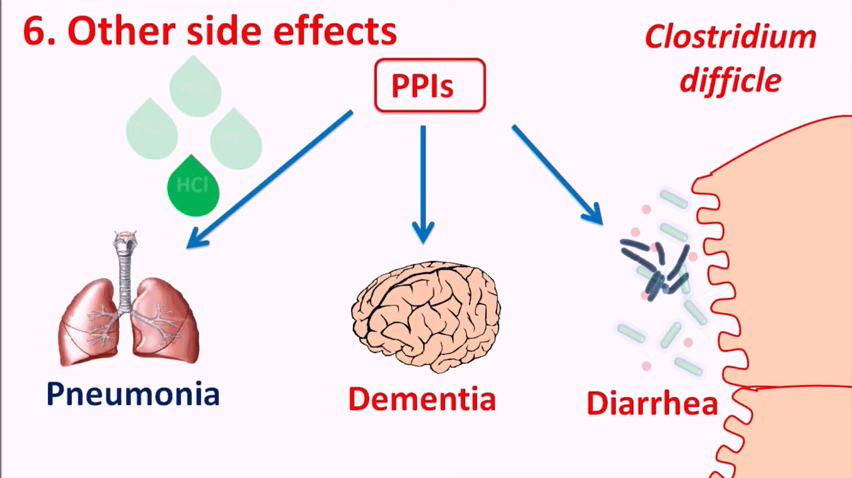 6. Other side effects
Clostridium
difficle
PPIs
HCl
Pneumonia
Dementia
Diarrhea